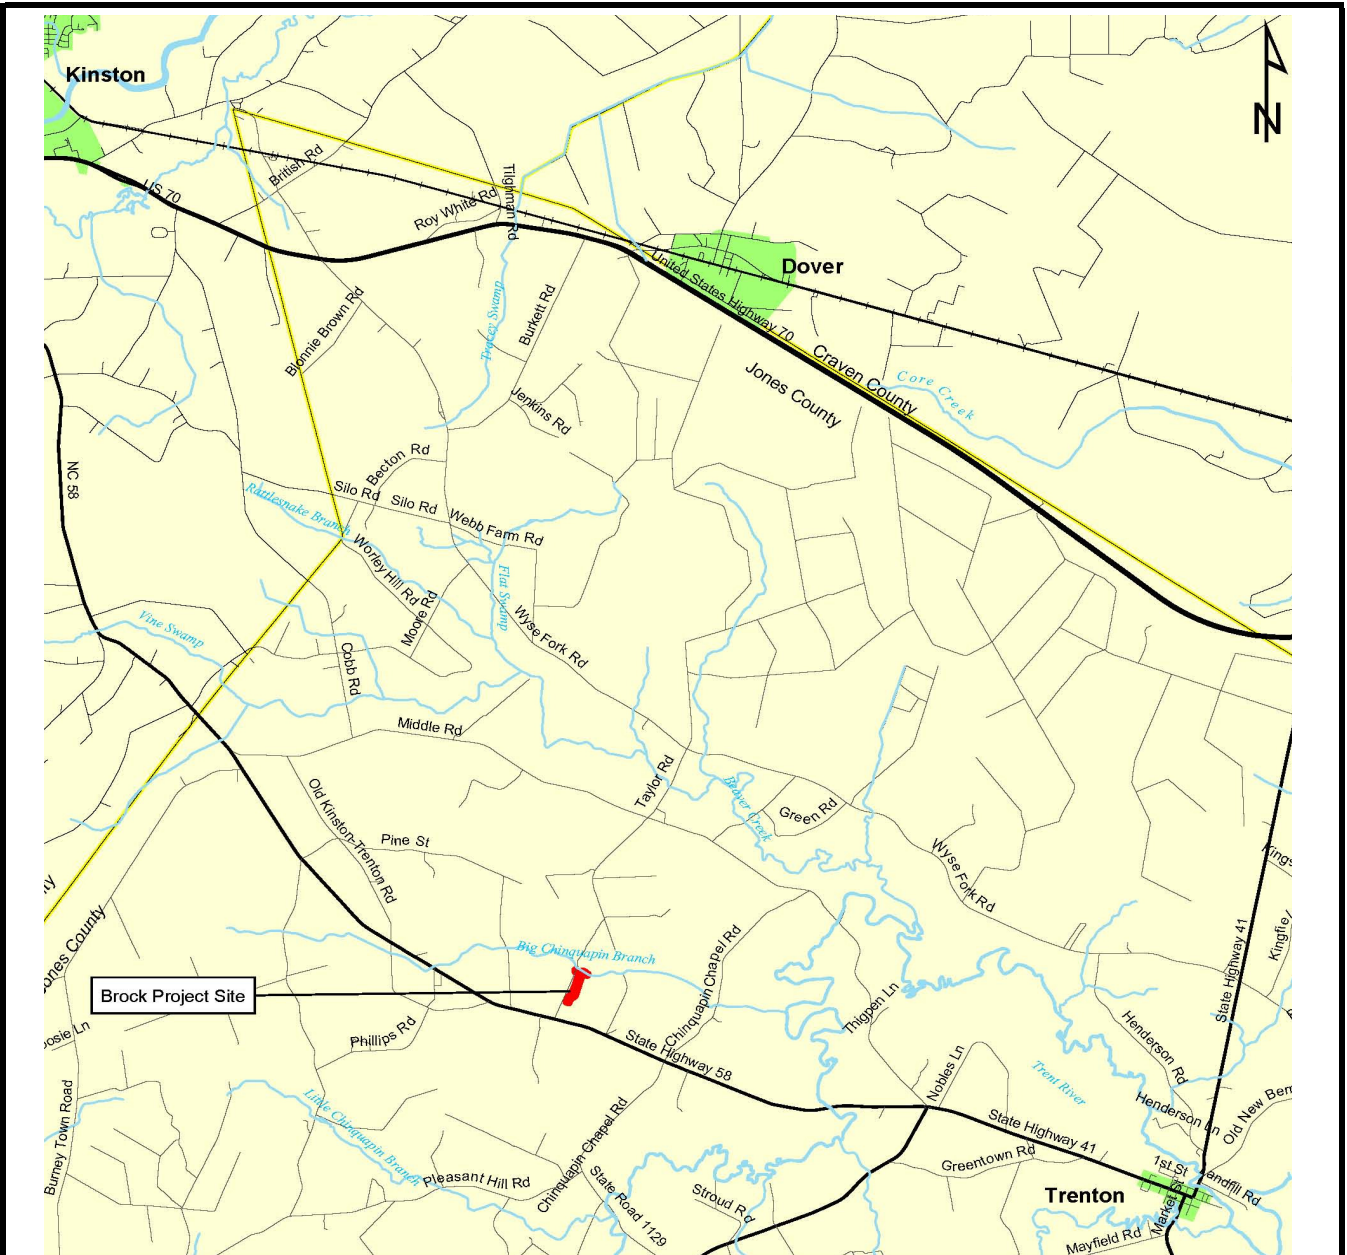 Kinston
N
British Rd
Tilghman Rd
US 70
Roy White Rd
Dover
United States Highway 70
Tracey Swamp
Burkett Rd
Blonnie Brown Rd
Craven County
Jones County
Core Creek
Jenkins Rd
NC 58
Becton Rd
Silo Rd
Silo Rd
Rattlesnake Branch
Webb Farm Rd
Worley Hill Rd
Flat Swamp
Moore Rd
Vine Swamp
Wyse Fork Rd
Cobb Rd
Middle Rd
Taylor Rd
Old Kinston-Trenton Rd
Beaver Creek
Green Rd
Pine St
Wyse Fork Rd
Jones County
Big Chinquapin Branch
Chinquapin Chapel Rd
State Highway 41
Brock Project Site
Thigpen Ln
Phillips Rd
State Highway 58
Henderson Rd
Nobles Ln
Trent River
Little Chinquapin Branch
Burney Town Road
Chinquapin Chapel Rd
Henderson Ln
State Highway 41
Greentown Rd
1st St
Landfill Rd
Pleasant Hill Rd
State Road 1129
Stroud Rd
Trenton
Market St
Mayfield Rd